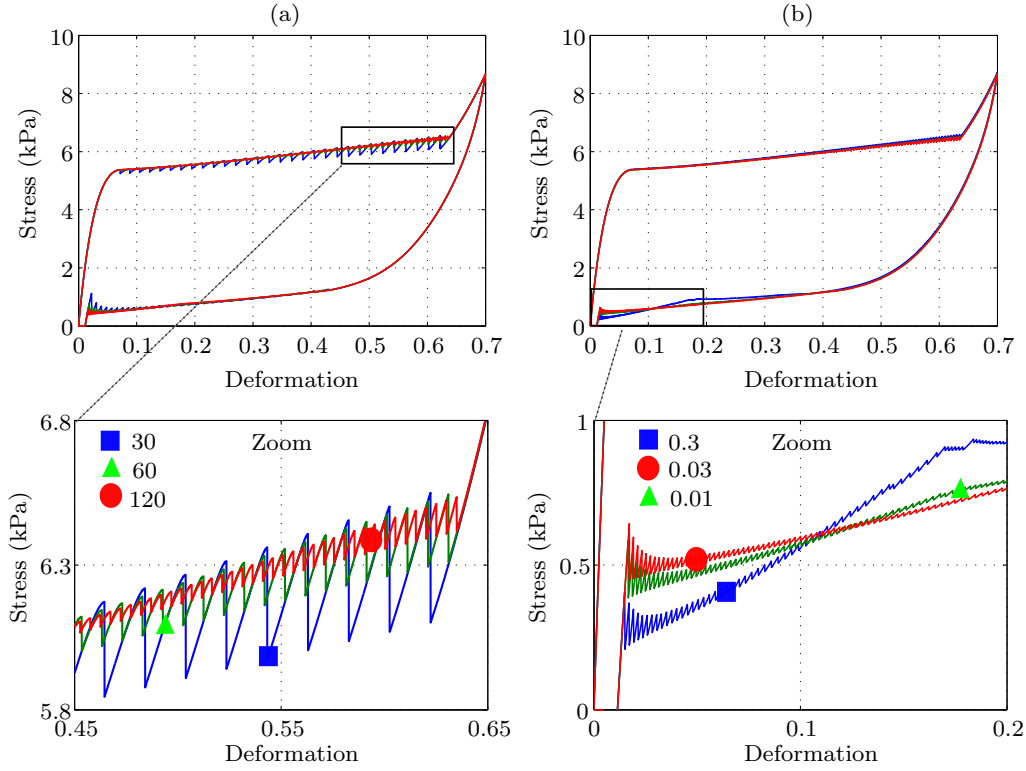 (a)
10
8
6
4
2
0
Stress (kPa)
0 0.1 0.2 0.3 0.4 0.5 0.6 0.7
Deformation
(b)
10
8
6
4
2
0
Stress (kPa)
0 0.1 0.2 0.3 0.4 0.5 0.6 0.7
Deformation
6.8
6.3
5.8
Stress (kPa)
30
60
120
Zoom
0.45 0.55 0.65
Deformation
1
0.5
0
Stress (kPa)
0.3
0.03
0.01
Zoom
0 0.1 0.2
Deformation